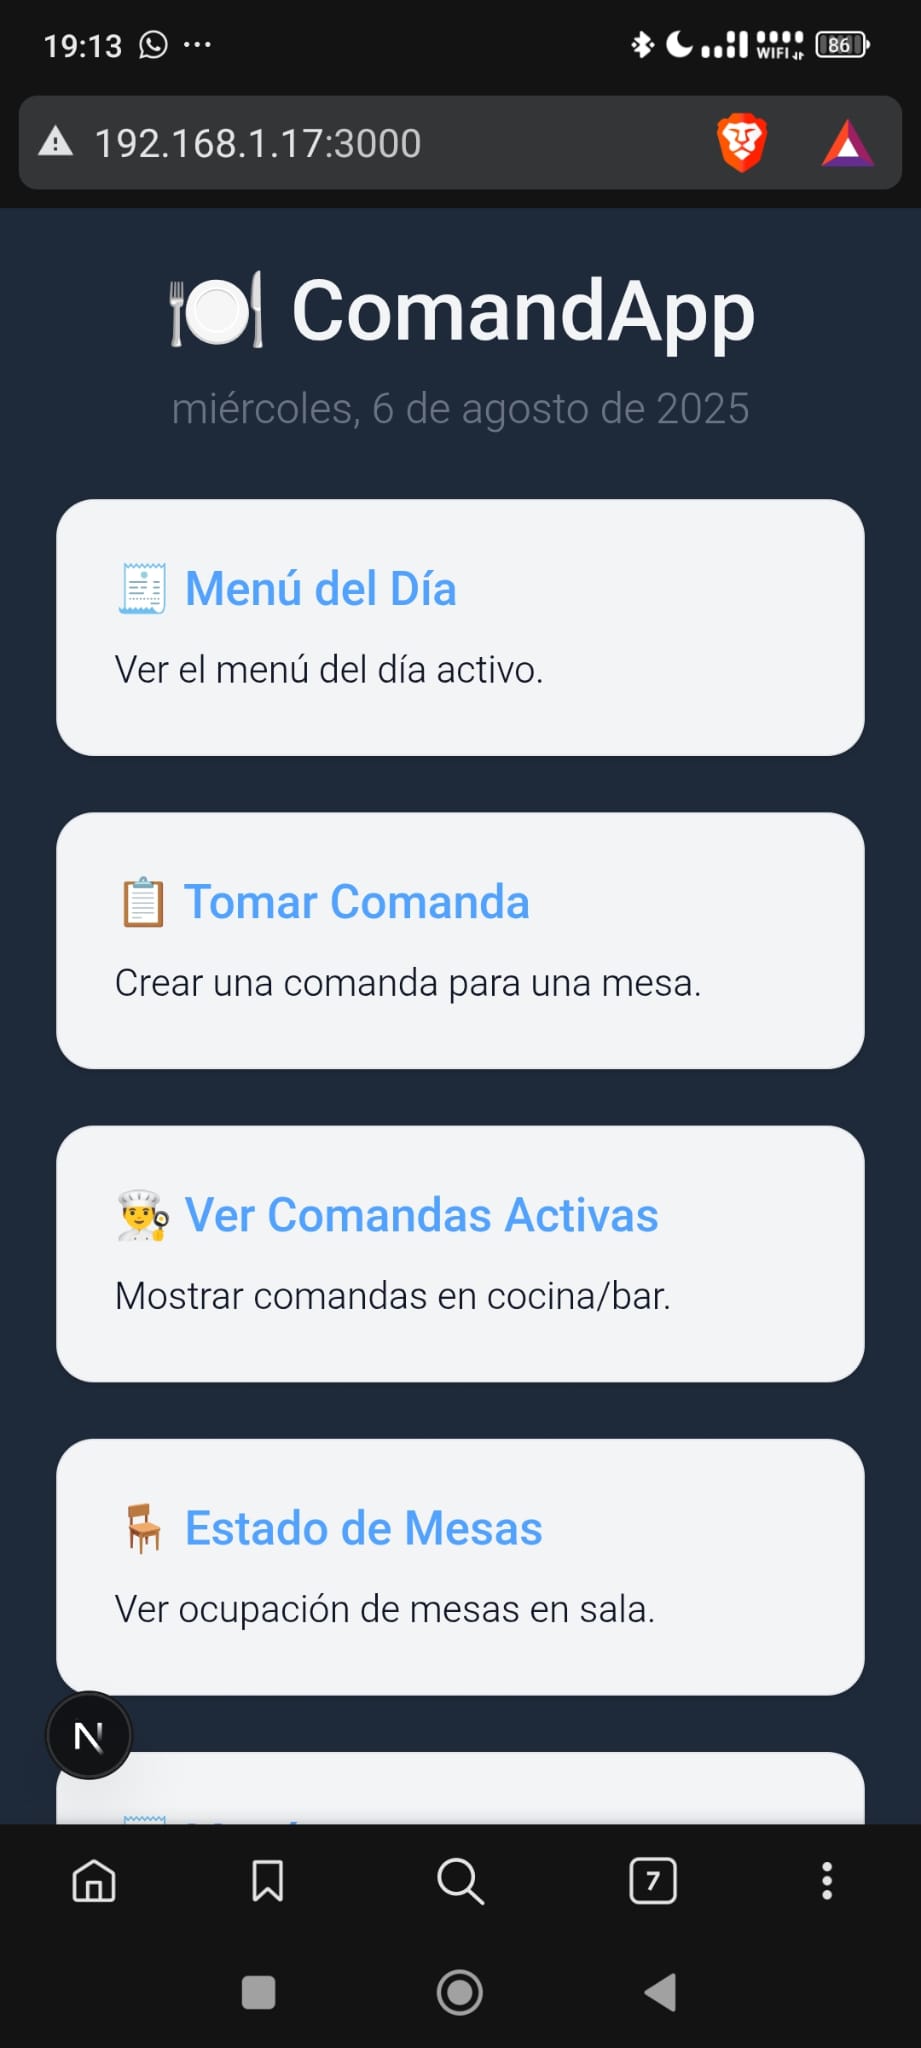 19:13
WIFI
86
192.168.1.17:3000
ComandApp
miércoles, 6 de agosto de 2025
Menú del Día
Ver el menú del día activo.
Tomar Comanda
Crear una comanda para una mesa.
Ver Comandas Activas
Mostrar comandas en cocina/bar.
Estado de Mesas
Ver ocupación de mesas en sala.
N
7